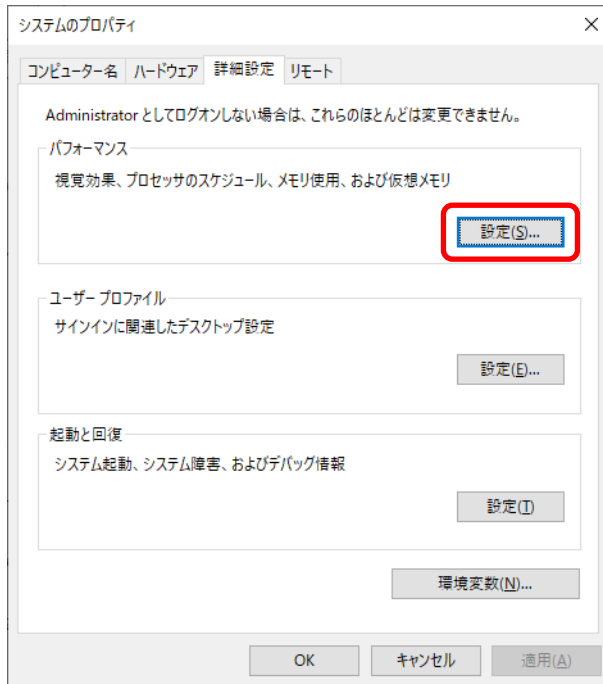 システムのプロパティ
コンピューター名 ハードウェア 詳細設定 リモート
Administrator としてログオンしない場合は、これらのほとんどは変更できません。
パフォーマンス
視覚効果、プロセッサのスケジュール、メモリ使用、および仮想メモリ
設定(S)...
ユーザー プロファイル
サインインに関連したデスクトップ設定
設定(E)...
起動と回復
システム起動、システム障害、およびデバッグ情報
設定(T)
環境変数(N)...
OK キャンセル 適用(A)